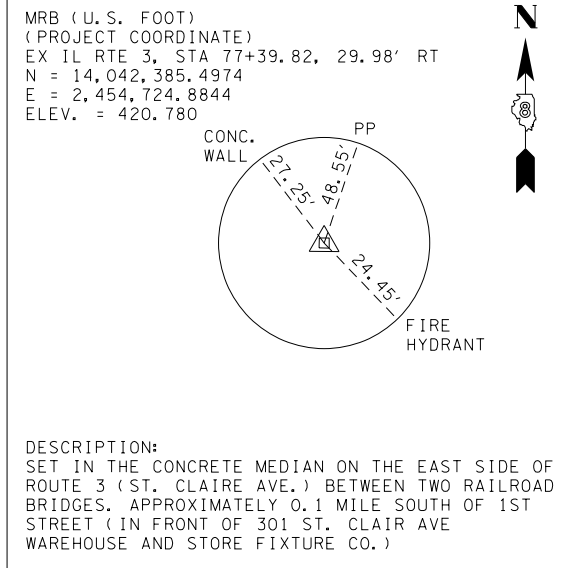 MRB (U.S. FOOT)
(PROJECT COORDINATE)
EX IL RTE 3, STA 77+39.82, 29.98' RT
N = 14,042,385.4974
E = 2,454,724.8844
ELEV. = 420.780
N
8
CONC.
WALL
PP
27.25'
48.55'
24.45'
FIRE
HYDRANT
DESCRIPTION:
SET IN THE CONCRETE MEDIAN ON THE EAST SIDE OF
ROUTE 3 (ST. CLAIRE AVE.) BETWEEN TWO RAILROAD
BRIDGES. APPROXIMATELY 0.1 MILE SOUTH OF 1ST
STREET (IN FRONT OF 301 ST. CLAIR AVE
WAREHOUSE AND STORE FIXTURE CO.)